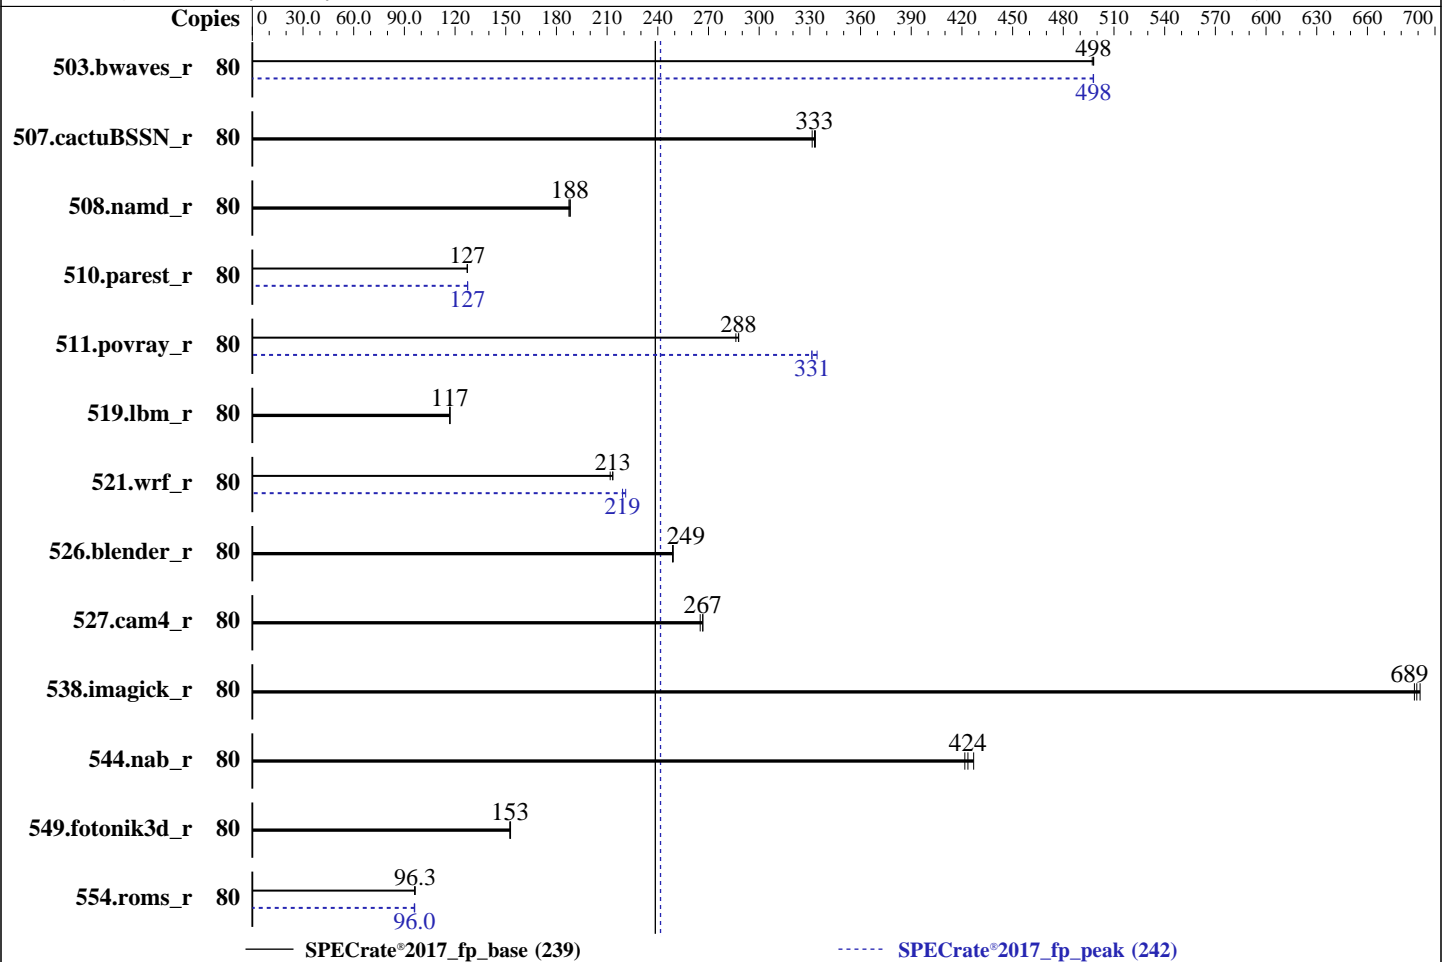 Copies 0 30.0 60.0 90.0 120 150 180 210 240 270 300 330 360 390 420 450 480 510 540 570 600 630 660 700
498
503.bwaves_r 80
498
333
507.cactuBSSN_r 80
188
508.namd_r 80
127
510.parest_r 80
127
288
511.povray_r 80
331
117
519.lbm_r 80
213
521.wrf_r 80
219
249
526.blender_r 80
267
527.cam4_r 80
689
538.imagick_r 80
424
544.nab_r 80
153
549.fotonik3d_r 80
96.3
554.roms_r 80
96.0
SPECrate®2017_fp_base (239) SPECrate®2017_fp_peak (242)